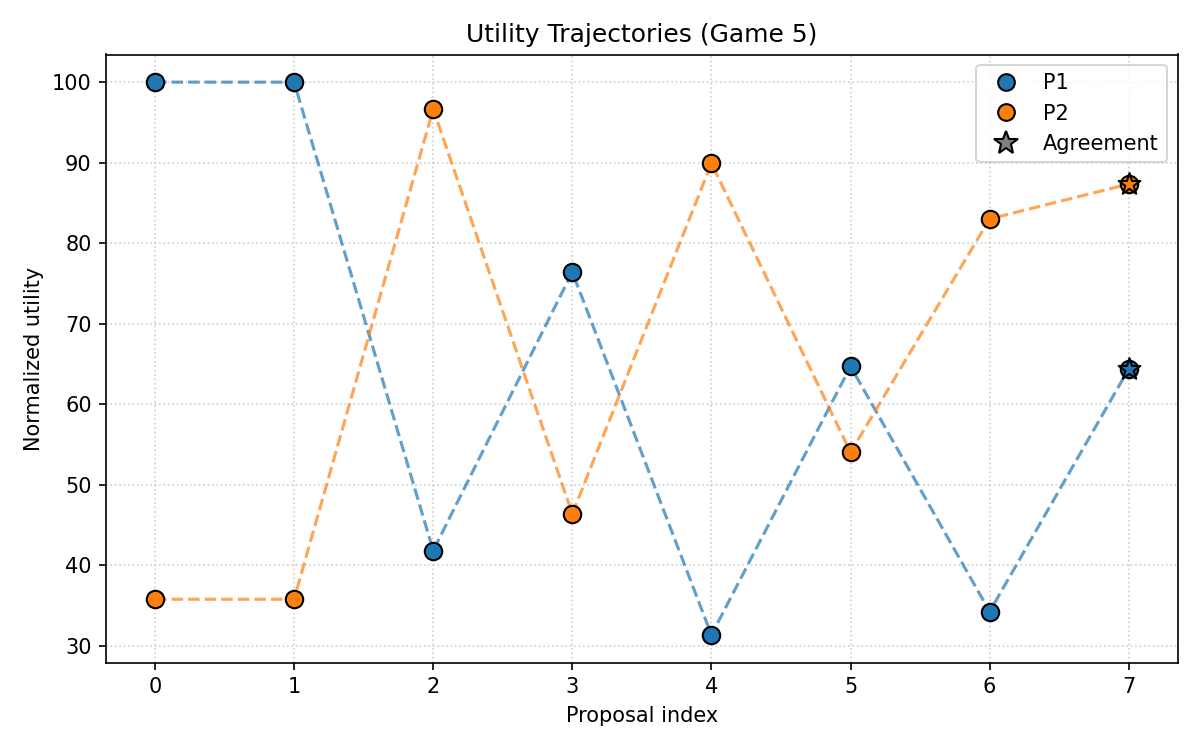 Utility Trajectories (Game 5)
P1
P2
Agreement
Normalized utility
100
90
80
70
60
50
40
30
0 1 2 3 4 5 6 7
Proposal index